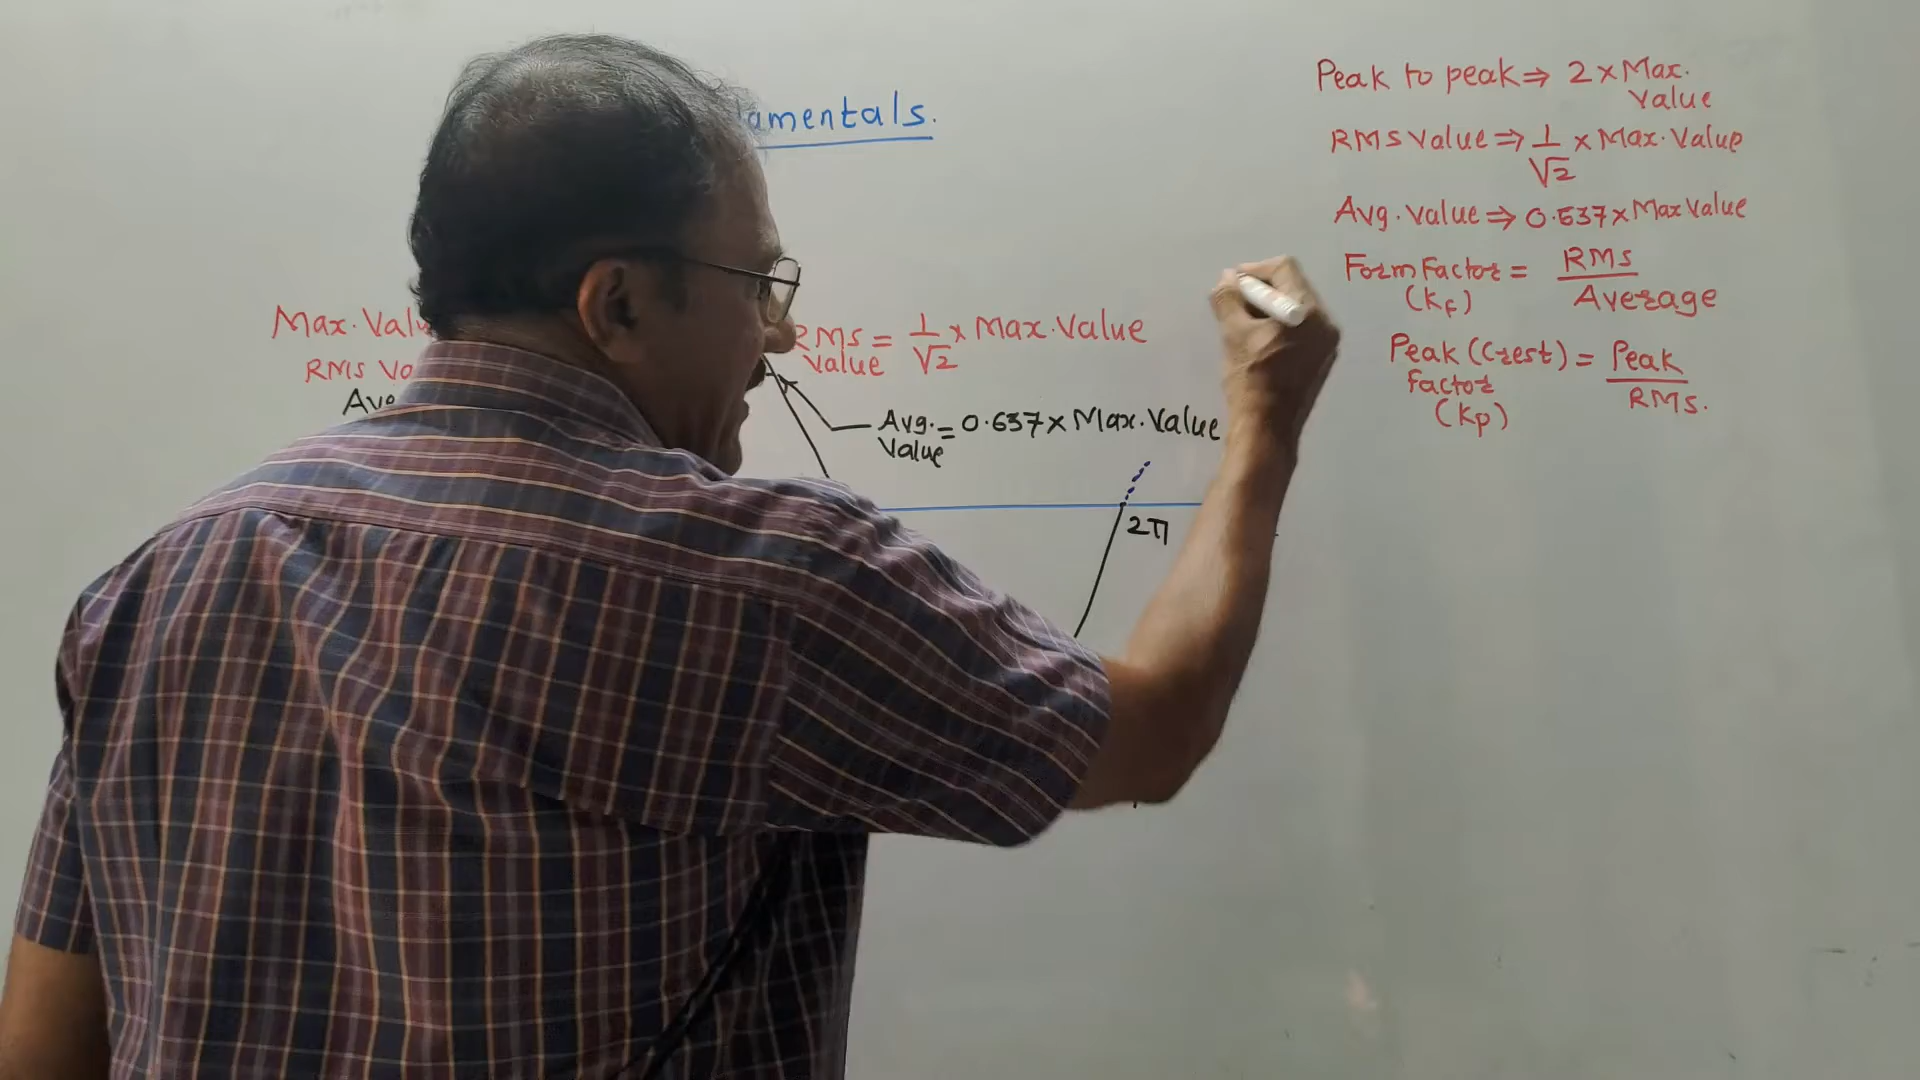 amentals.
Max. Valu
RMS Va
Ave
RMS = 1/√2 × Max. Value
Value
Avg. = 0.637 × Max. Value
Value
2π
Peak to peak ⇒ 2 × Max.
Value
RMS Value ⇒ 1/√2 × Max. Value
Avg. Value ⇒ 0.637 × Max Value
Form Factor = RMS/Average
(Kf)
Peak (Crest) = Peak/RMS.
Factor
(Kp)